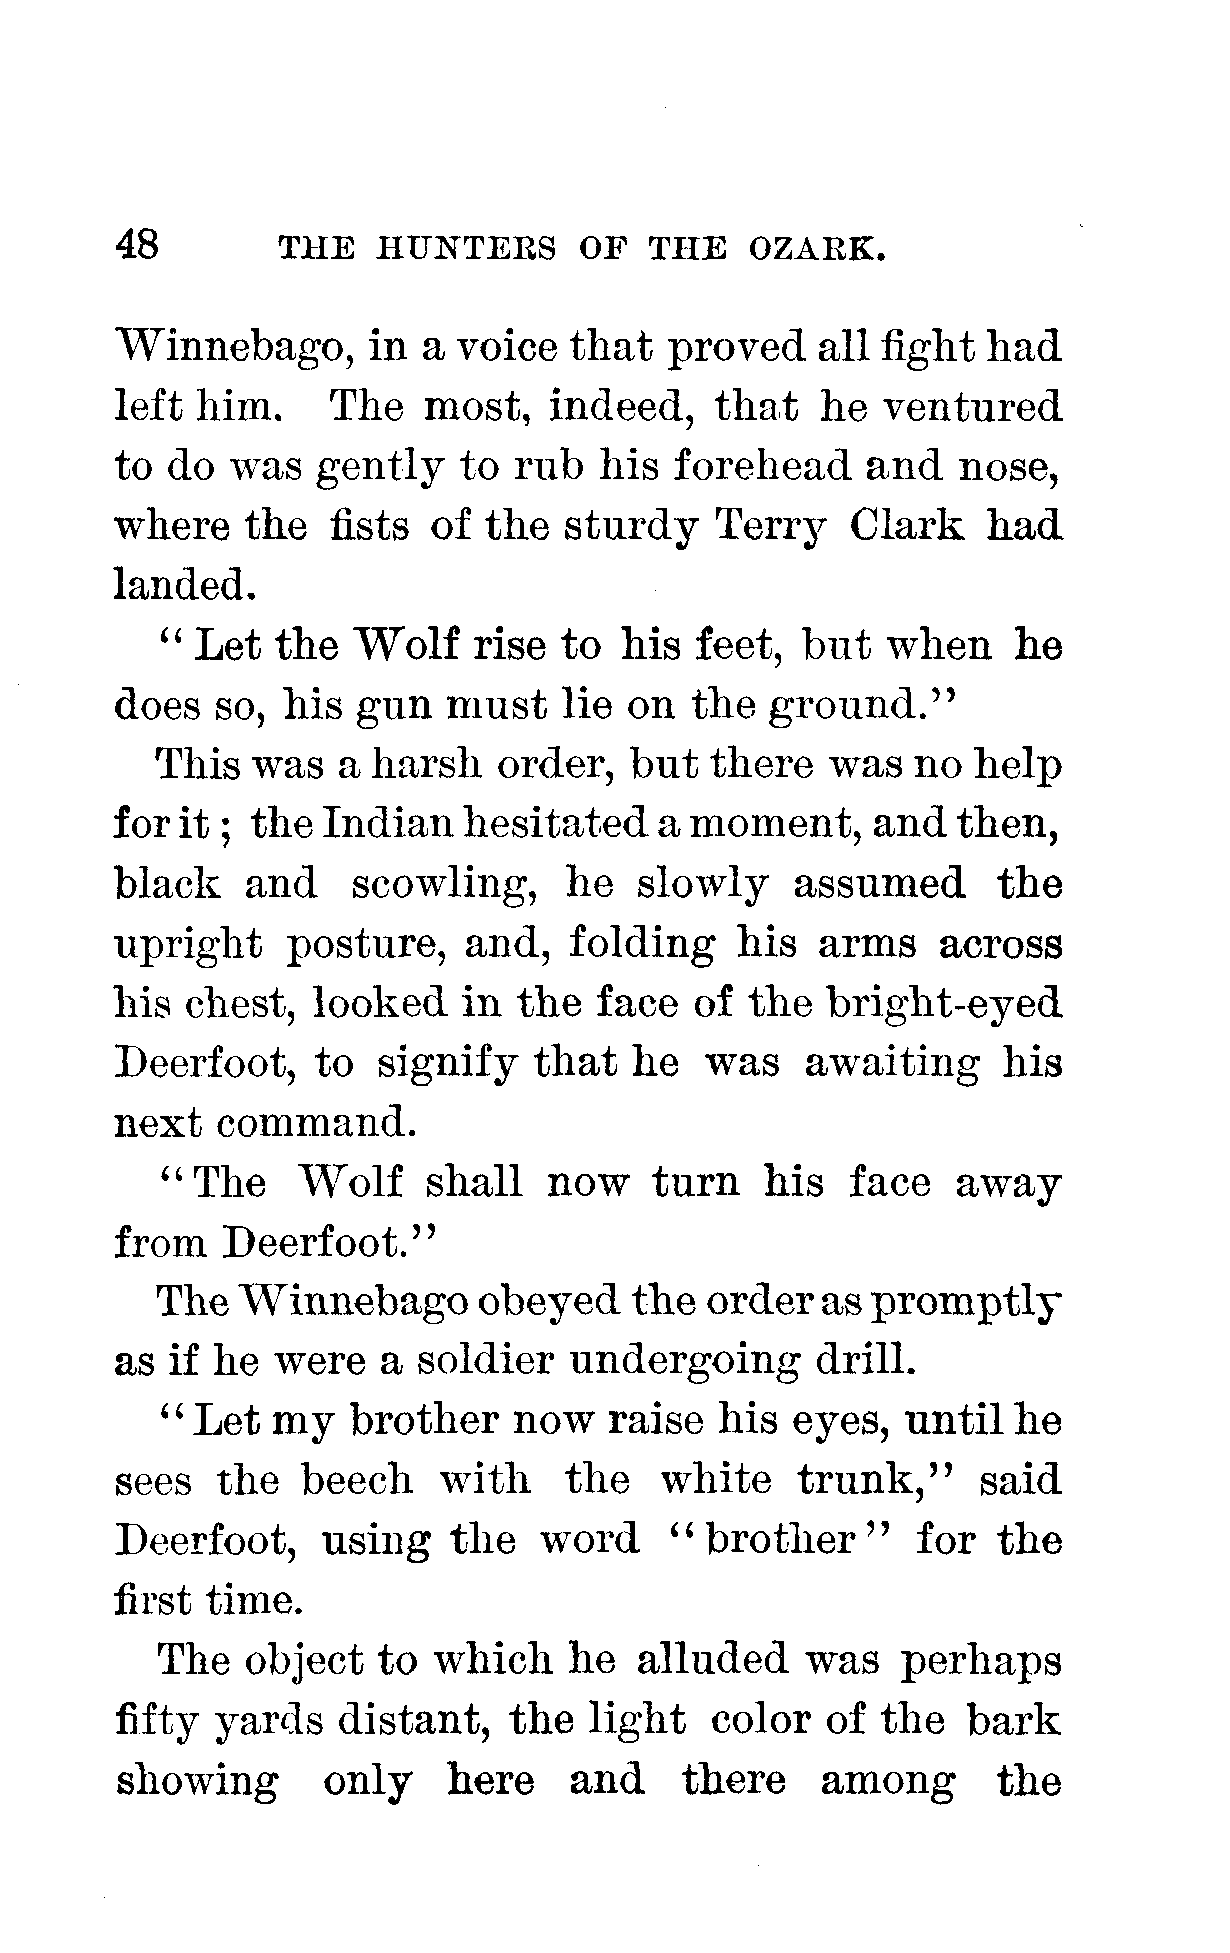 48 THE HUNTERS OF THE OZARK.
Winnebago, in a voice that proved all fight had
left him. The most, indeed, that he ventured
to do was gently to rub his forehead and nose,
where the fists of the sturdy Terry Clark had
landed.
“ Let the Wolf rise to his feet, but when he
does so, his gun must lie on the ground.”
This was a harsh order, but there was no help
for it ; the Indian hesitated a moment, and then,
black and scowling, he slowly assumed the
upright posture, and, folding his arms across
his chest, looked in the face of the bright-eyed
Deerfoot, to signify that he was awaiting his
next command.
“ The Wolf shall now turn his face away
from Deerfoot.”
The Winnebago obeyed the order as promptly
as if he were a soldier undergoing drill.
“ Let my brother now raise his eyes, until he
sees the beech with the white trunk,” said
Deerfoot, using the word “ brother ” for the
first time.
The object to which he alluded was perhaps
fifty yards distant, the light color of the bark
showing only here and there among the